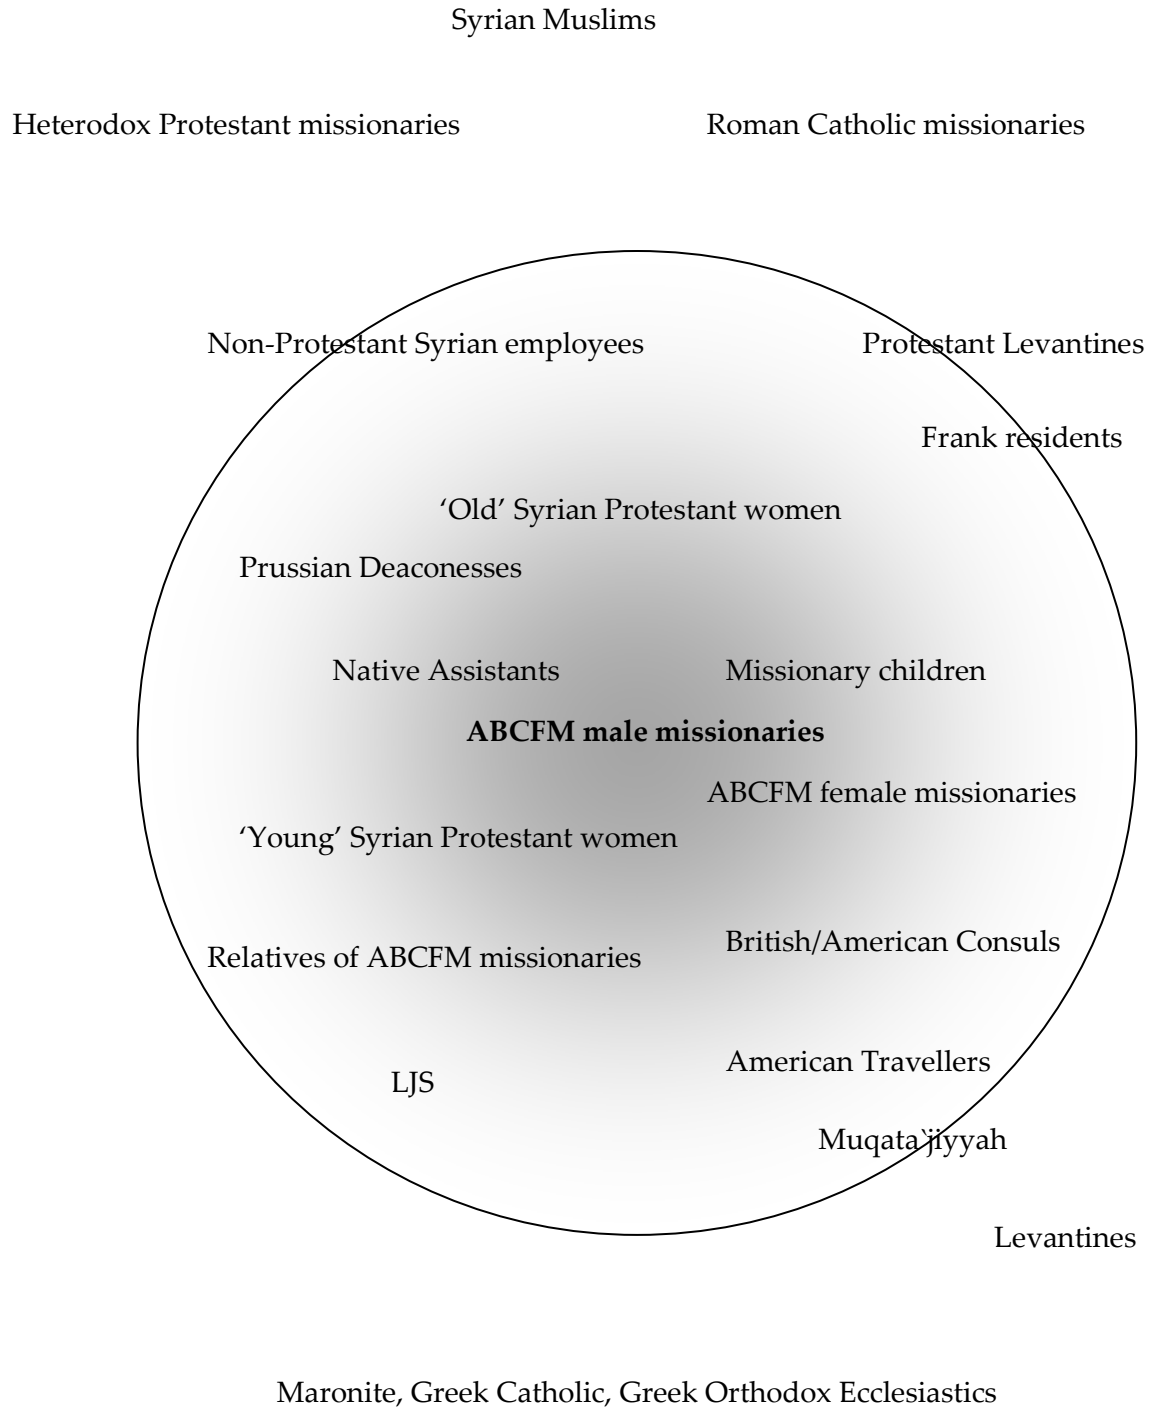 Syrian Muslims
Heterodox Protestant missionaries
Roman Catholic missionaries
Non-Protestant Syrian employees
Protestant Levantines
Frank residents
‘Old’ Syrian Protestant women
Prussian Deaconesses
Native Assistants
Missionary children
ABCFM male missionaries
ABCFM female missionaries
‘Young’ Syrian Protestant women
British/American Consuls
Relatives of ABCFM missionaries
American Travellers
LJS
Muqata`jiyyah
Levantines
Maronite, Greek Catholic, Greek Orthodox Ecclesiastics